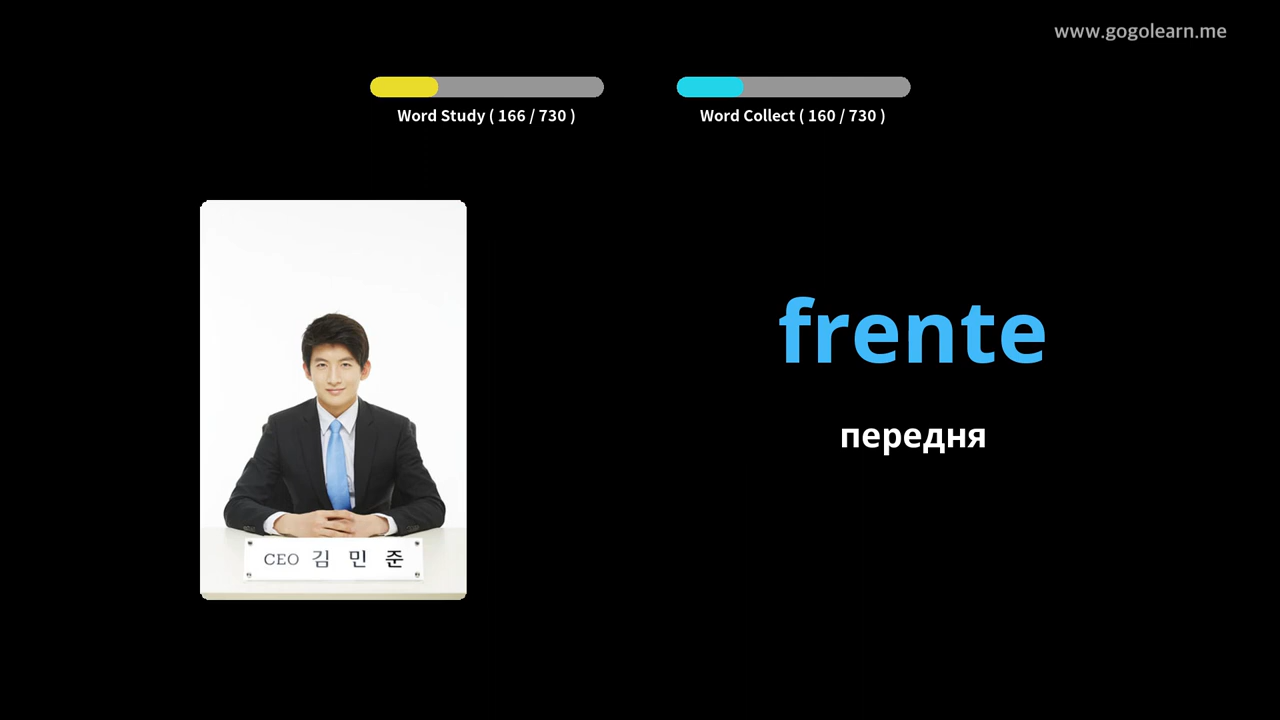 www.gogolearn.me
Word Study ( 166 / 730 )
Word Collect ( 160 / 730 )
frente
передня
CEO 김 민 준